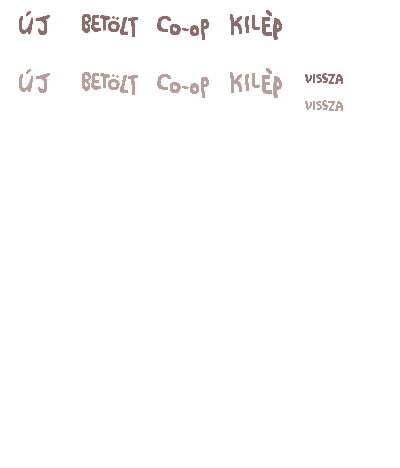 ÚJ BETÖLT Co-op KILÈP
ÚJ BETÖLT Co-op KILÈP VISSZA
VISSZA